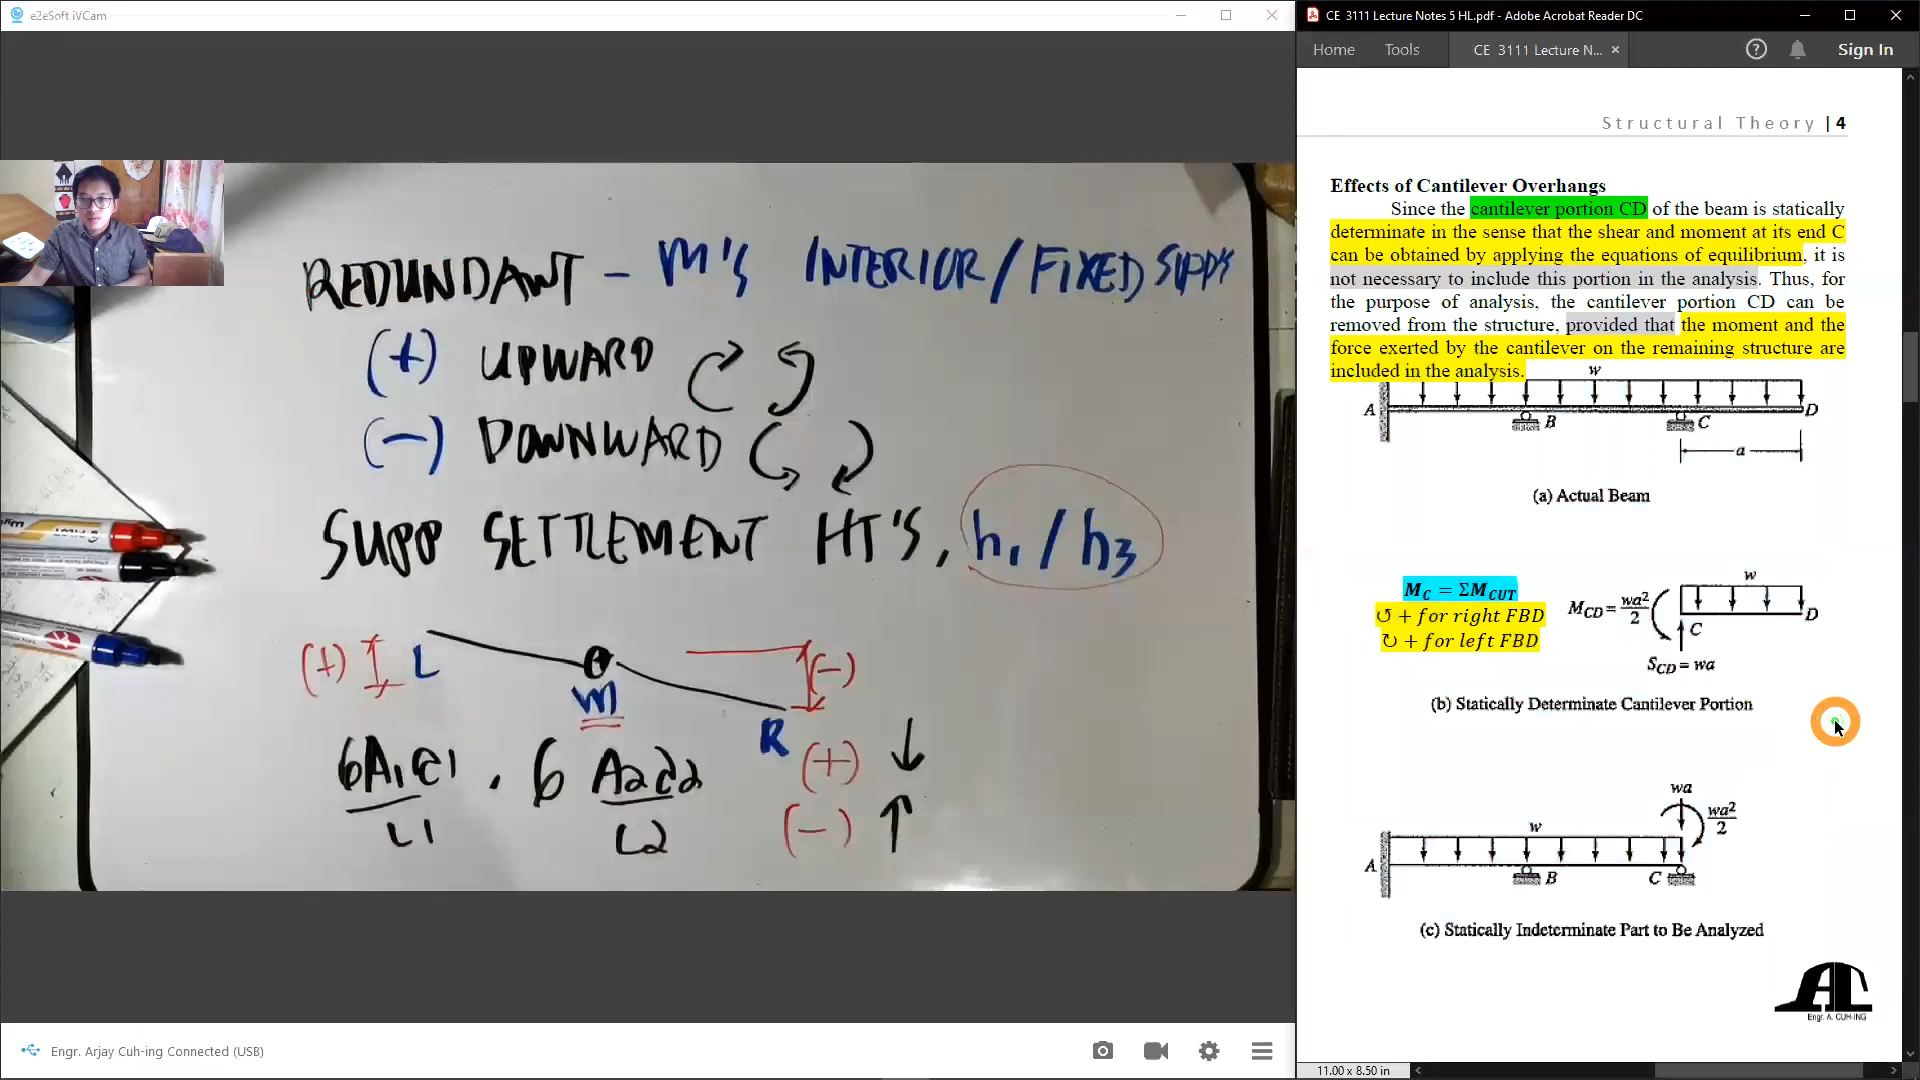 e2eSoft iVCam
REDUNDANT - M'S INTERIOR/FIXED SUPPS
(+) UPWARD
(-) DOWNWARD
SUPP SETTLEMENT HT'S, h1/h3
(+) L
M
R
(-)
6A1a1
L1
. 6 A2
L2
(+) ↓
(-) ↑
Engr. Arjay Cuh-ing Connected (USB)
CE 3111 Lecture Notes 5 HL.pdf - Adobe Acrobat Reader DC
Home Tools CE 3111 Lecture N... × Sign In
Structural Theory | 4
Effects of Cantilever Overhangs
Since the cantilever portion CD of the beam is statically
determinate in the sense that the shear and moment at its end C
can be obtained by applying the equations of equilibrium, it is
not necessary to include this portion in the analysis. Thus, for
the purpose of analysis, the cantilever portion CD can be
removed from the structure, provided that the moment and the
force exerted by the cantilever on the remaining structure are
included in the analysis.
w
A B C D
a
(a) Actual Beam
M_C = ΣM_CUT
↺ + for right FBD
↻ + for left FBD
w
M_CD = wa²/2
C D
S_CD = wa
(b) Statically Determinate Cantilever Portion
wa
wa²/2
w
A B C
(c) Statically Indeterminate Part to Be Analyzed
AC
Engr. A. CUH-ING
11.00 x 8.50 in